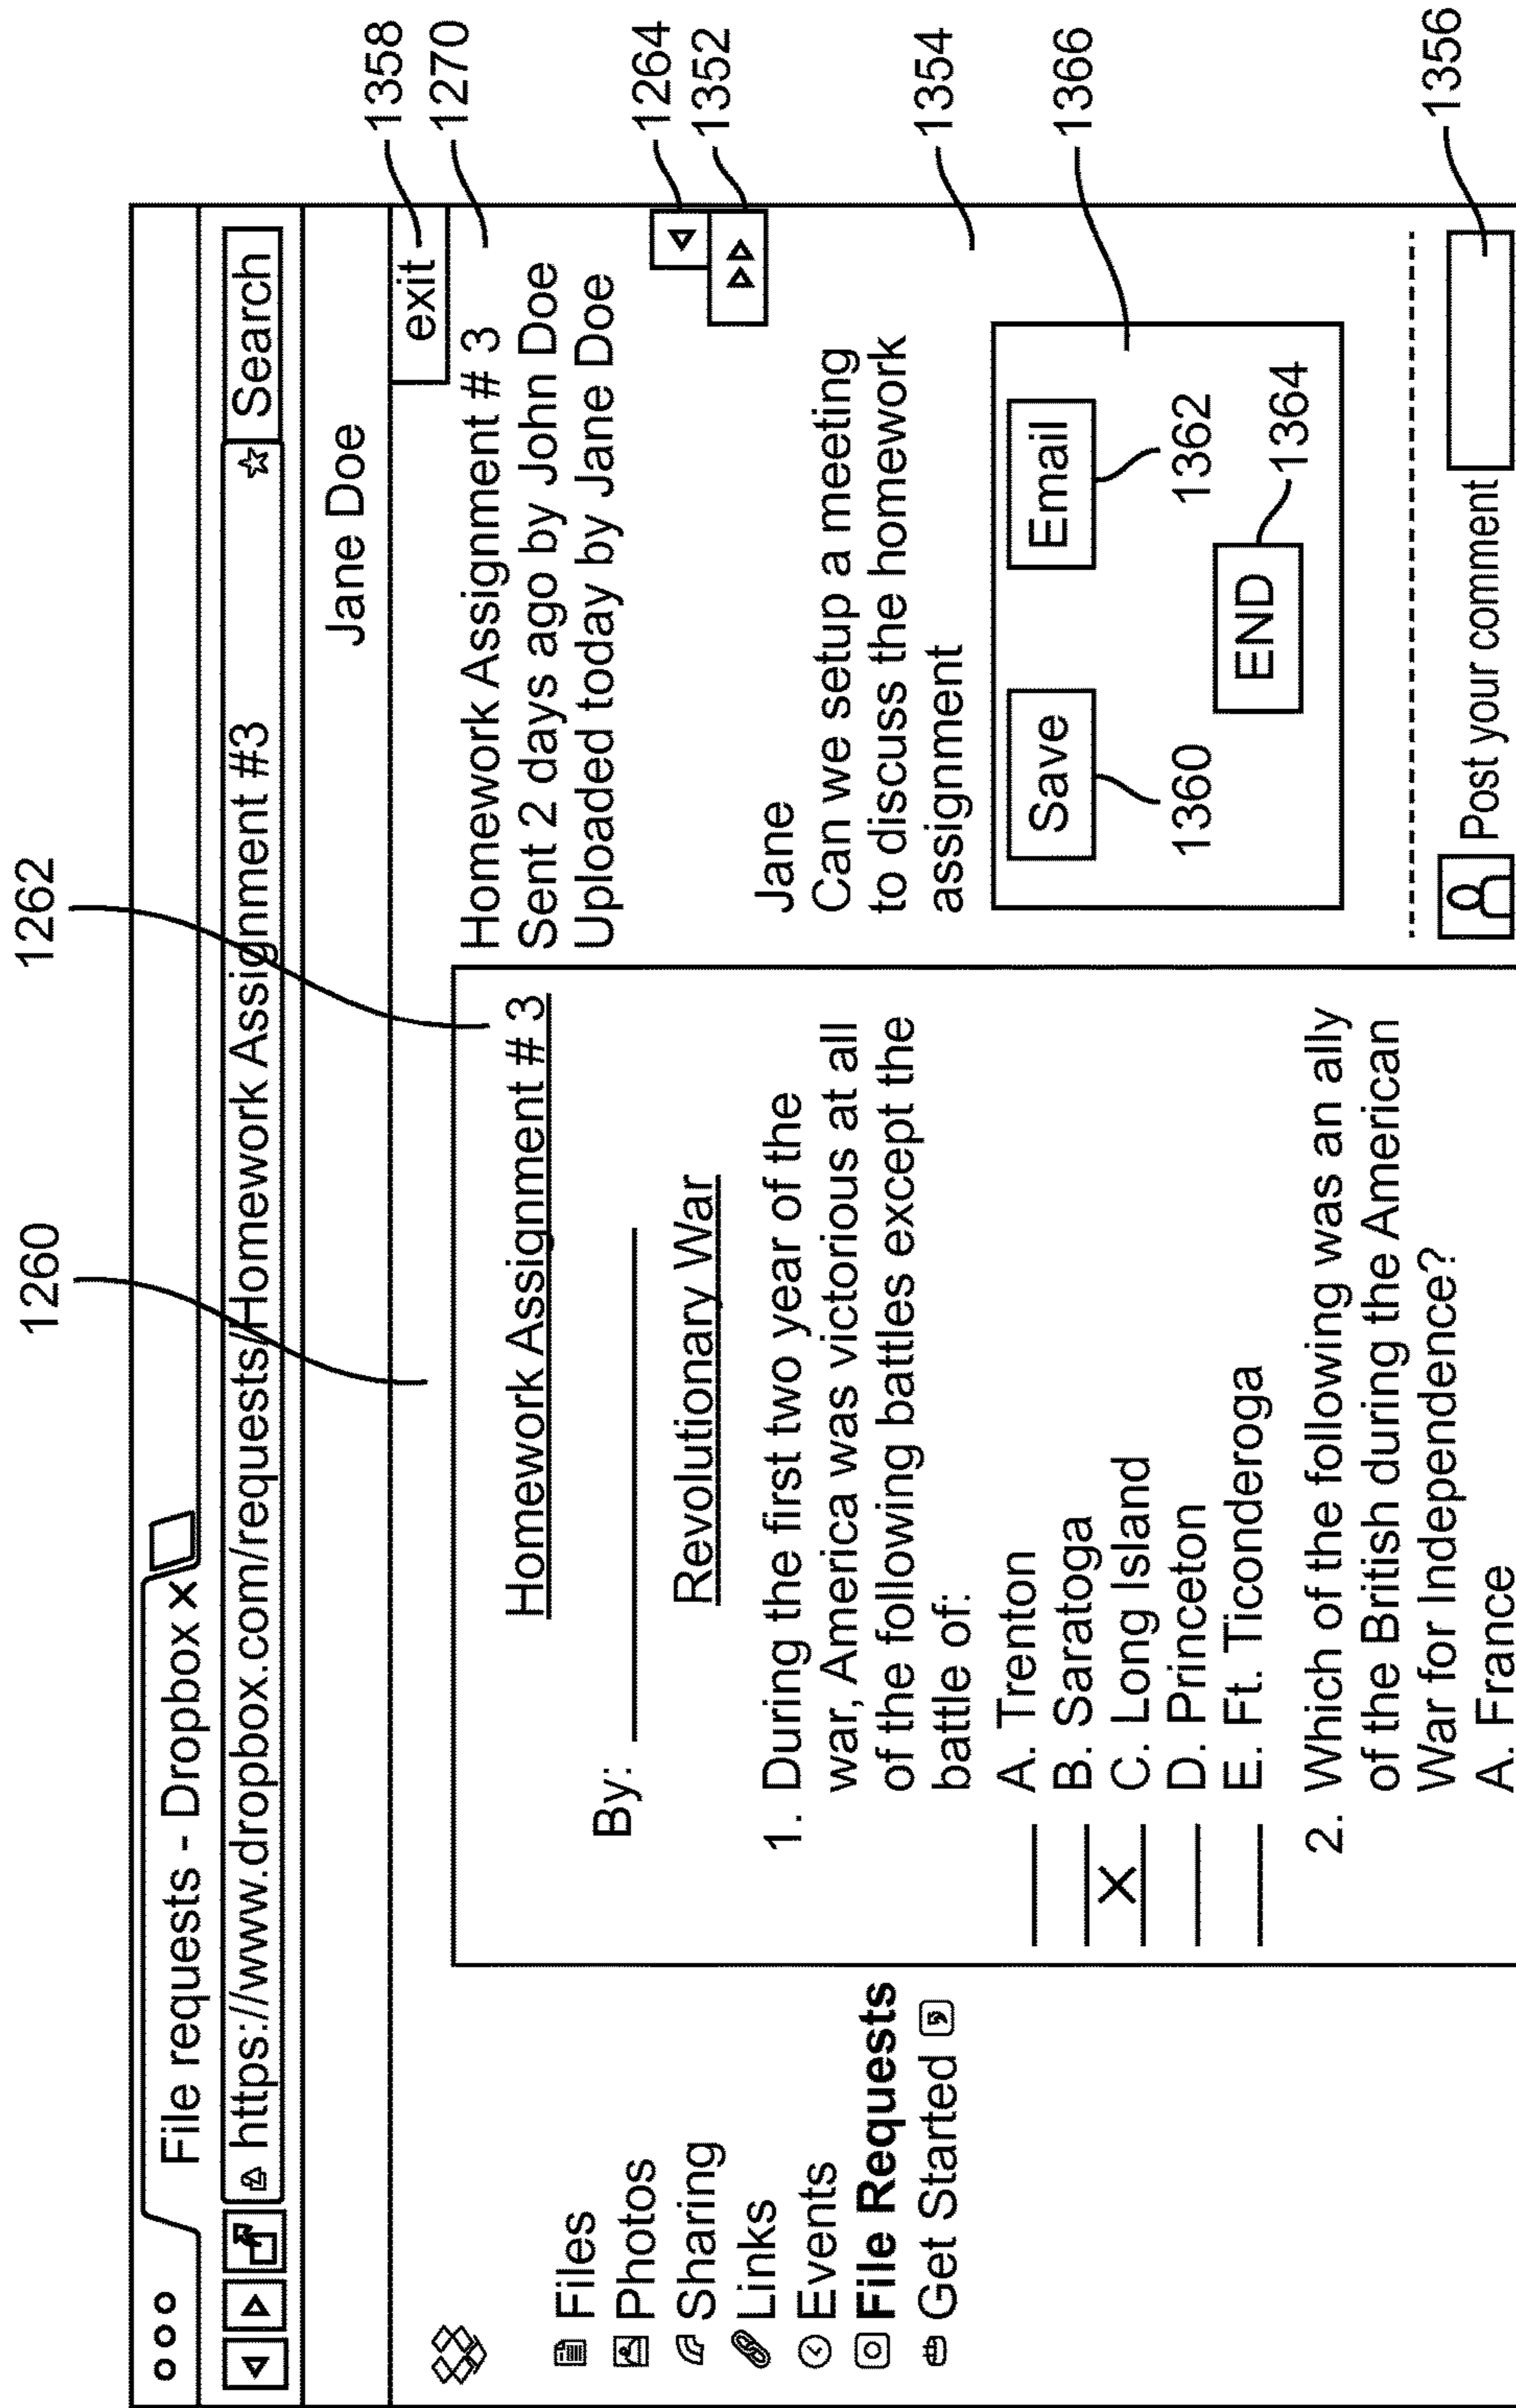 1260
1262
File requests - Dropbox X
https://www.dropbox.com/requests/Homework Assignment #3
Search
Jane Doe
exit
1358
1270
Files
Photos
Sharing
Links
Events
File Requests
Get Started
Homework Assignment # 3
By:
Revolutionary War
1. During the first two year of the
war, America was victorious at all
of the following battles except the
battle of:
A. Trenton
B. Saratoga
X C. Long Island
D. Princeton
E. Ft. Ticonderoga
2. Which of the following was an ally
of the British during the American
War for Independence?
A. France
Homework Assignment # 3
Sent 2 days ago by John Doe
Uploaded today by Jane Doe
1264
1352
Jane
Can we setup a meeting
to discuss the homework
assignment
1354
1366
Save
Email
1360
1362
END
1364
Post your comment
1356